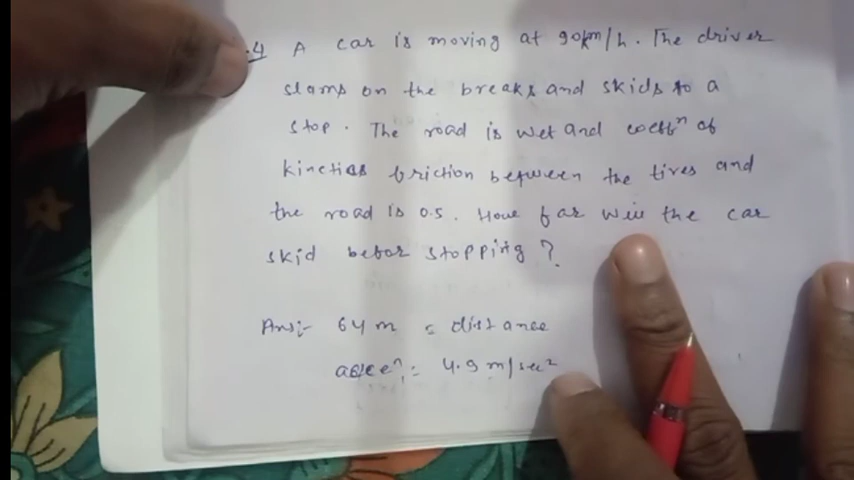 .4 A car is moving at 90km/h. The driver
slams on the breaks and skids to a
stop. The road is wet and coeffⁿ of
kinetics friction between the tires and
the road is 0.5. How far will the car
skid befor stopping?
Ans:- 64 m = distance
accⁿ = 4.9 m/sec²